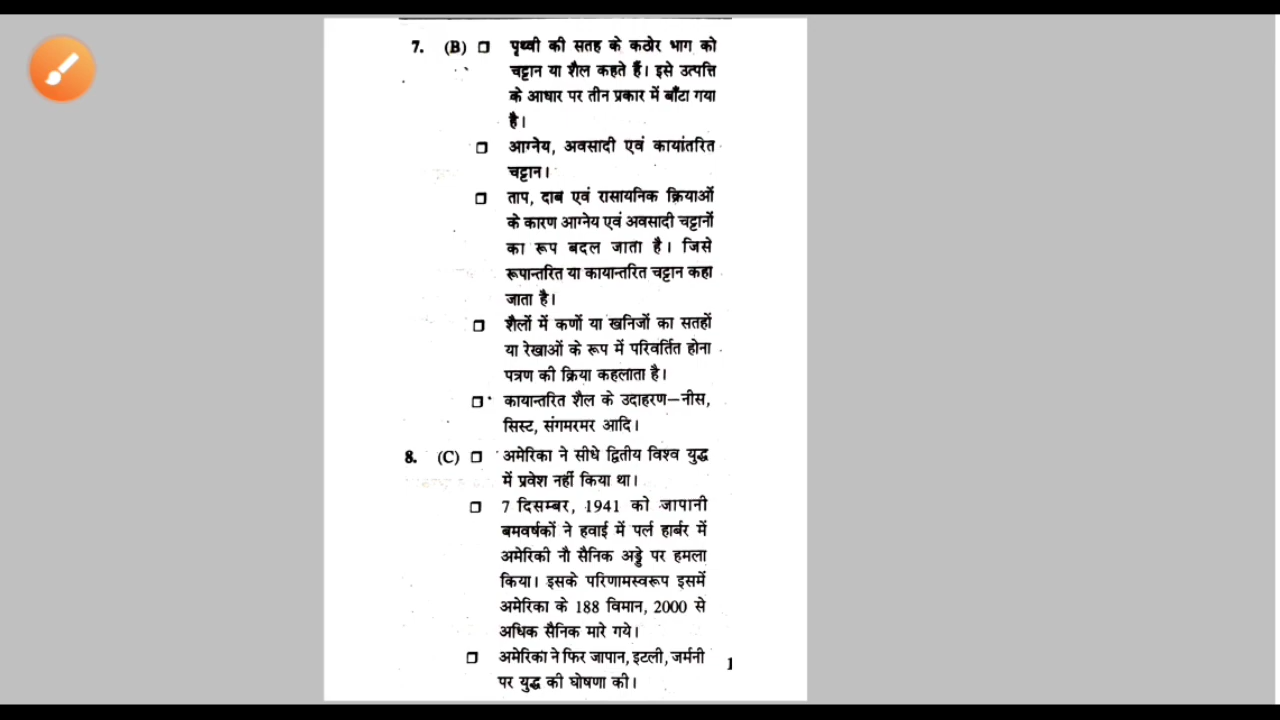 7. (B) ❒ पृथ्वी की सतह के कठोर भाग को
चट्टान या शैल कहते हैं। इसे उत्पत्ति
के आधार पर तीन प्रकार में बाँटा गया
है।
❒ आग्नेय, अवसादी एवं कायांतरित
चट्टान।
❒ ताप, दाब एवं रासायनिक क्रियाओं
के कारण आग्नेय एवं अवसादी चट्टानों
का रूप बदल जाता है। जिसे
रूपान्तरित या कायान्तरित चट्टान कहा
जाता है।
❒ शैलों में कणों या खनिजों का सतहों
या रेखाओं के रूप में परिवर्तित होना
पत्रण की क्रिया कहलाता है।
❒ कायान्तरित शैल के उदाहरण—नीस,
सिस्ट, संगमरमर आदि।
8. (C) ❒ अमेरिका ने सीधे द्वितीय विश्व युद्ध
में प्रवेश नहीं किया था।
❒ 7 दिसम्बर, 1941 को जापानी
बमवर्षकों ने हवाई में पर्ल हार्बर में
अमेरिकी नौ सैनिक अड्डे पर हमला
किया। इसके परिणामस्वरूप इसमें
अमेरिका के 188 विमान, 2000 से
अधिक सैनिक मारे गये।
❒ अमेरिका ने फिर जापान, इटली, जर्मनी
पर युद्ध की घोषणा की।
1